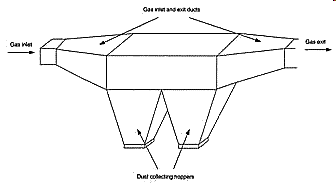 Gas inlet and exit ducts
Gas inlet
Gas exit
Dust collecting hoppers